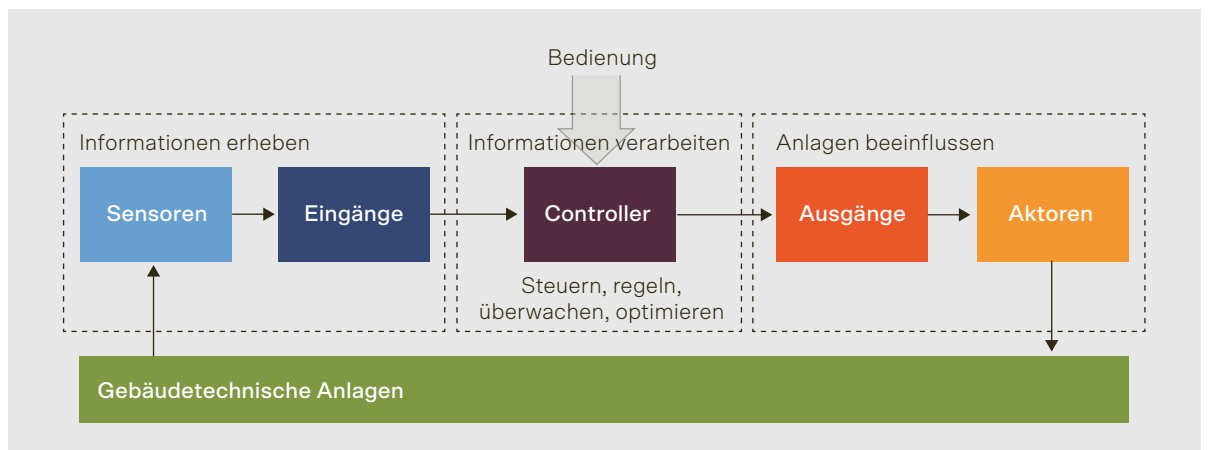 Bedienung
Informationen erheben
Informationen verarbeiten
Anlagen beeinflussen
Sensoren
Eingänge
Controller
Ausgänge
Aktoren
Steuern, regeln,
überwachen, optimieren
Gebäudetechnische Anlagen